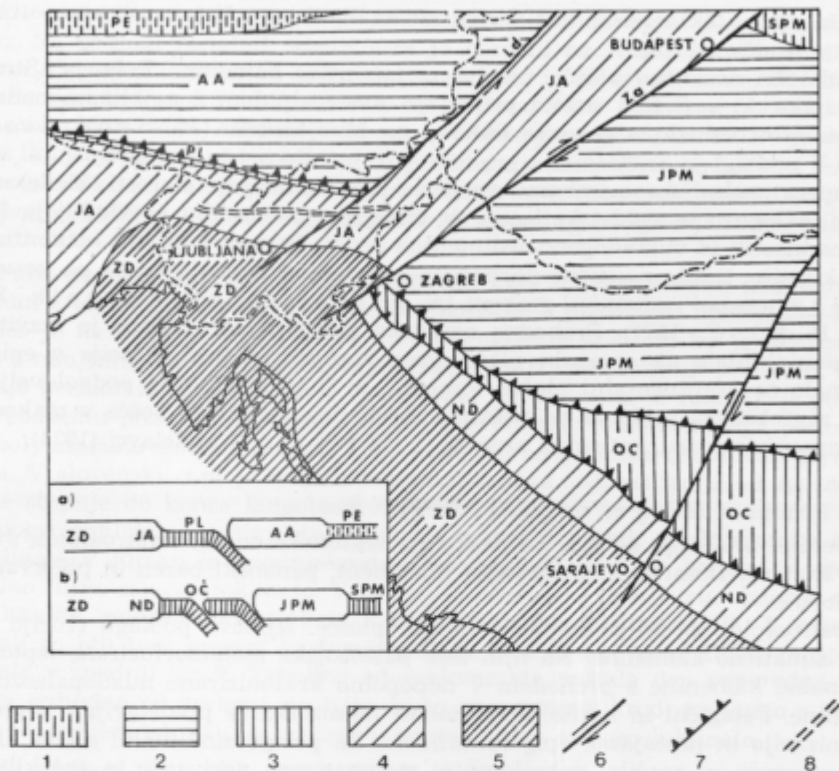 PE
SPM
BUDAPEST
AA
JA
Za
PL
JPM
JA
JA
LJUBLJANA
ZD
ZD
ZAGREB
JPM
JPM
ND
OC
OC
ZD
SARAJEVO
ND
a)
ZD JA PL AA PE
b)
ZD ND OČ JPM SPM
1 2 3 4 5 6 7 8